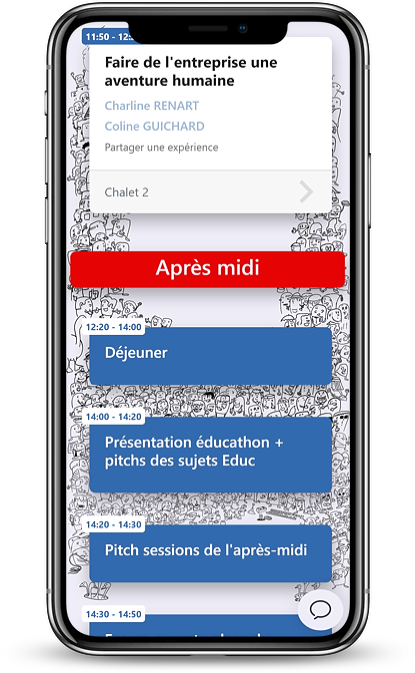 11:50 - 12:
Faire de l'entreprise une
aventure humaine
Charline RENART
Coline GUICHARD
Partager une expérience
Chalet 2
Après midi
12:20 - 14:00
Déjeuner
14:00 - 14:20
Présentation éducathon +
pitchs des sujets Educ
14:20 - 14:30
Pitch sessions de l'après-midi
14:30 - 14:50